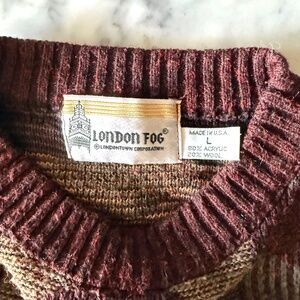 LONDON FOG®
©LONDONTOWN CORPORATION
MADE IN U.S.A.
L
80% ACRYLIC
20% WOOL